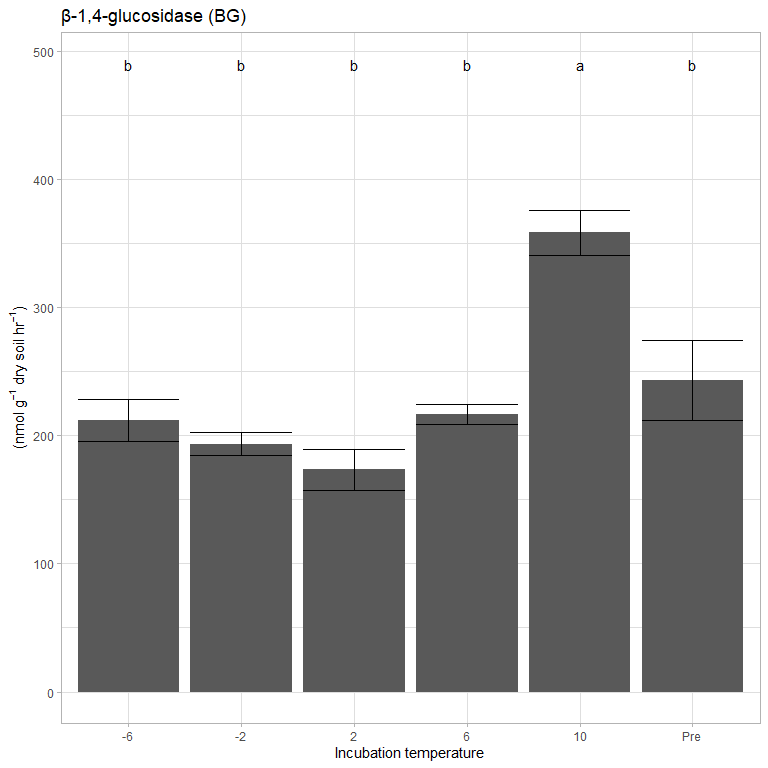 β-1,4-glucosidase (BG)
500
b b b b a b
400
300
200
100
0
(nmol g⁻¹ dry soil hr⁻¹)
-6 -2 2 6 10 Pre
Incubation temperature